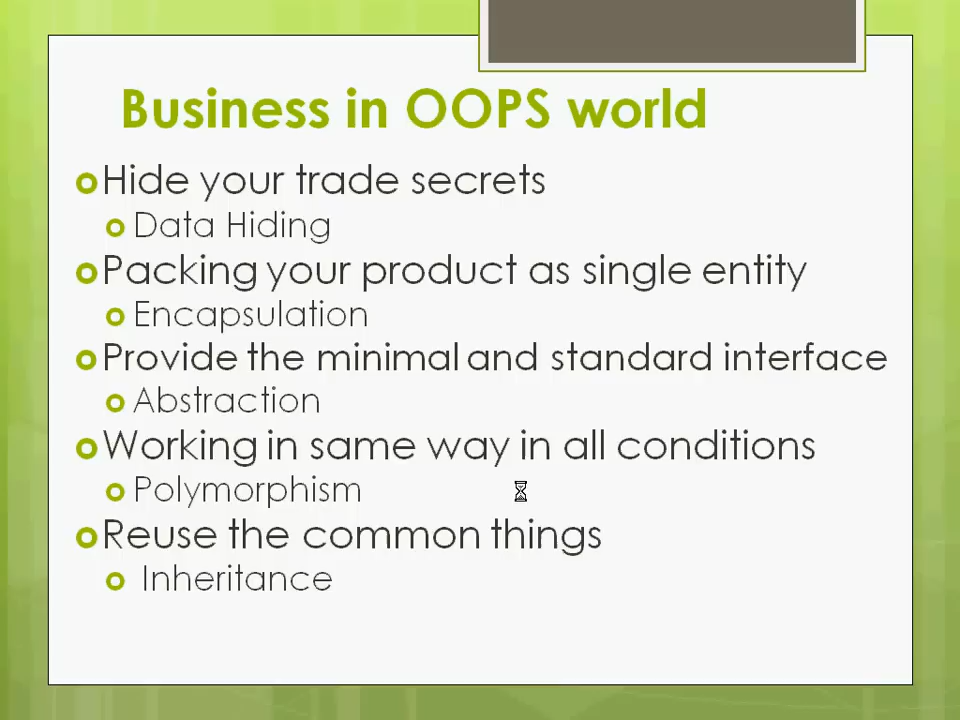 Business in OOPS world
Hide your trade secrets
Data Hiding
Packing your product as single entity
Encapsulation
Provide the minimal and standard interface
Abstraction
Working in same way in all conditions
Polymorphism
Reuse the common things
Inheritance